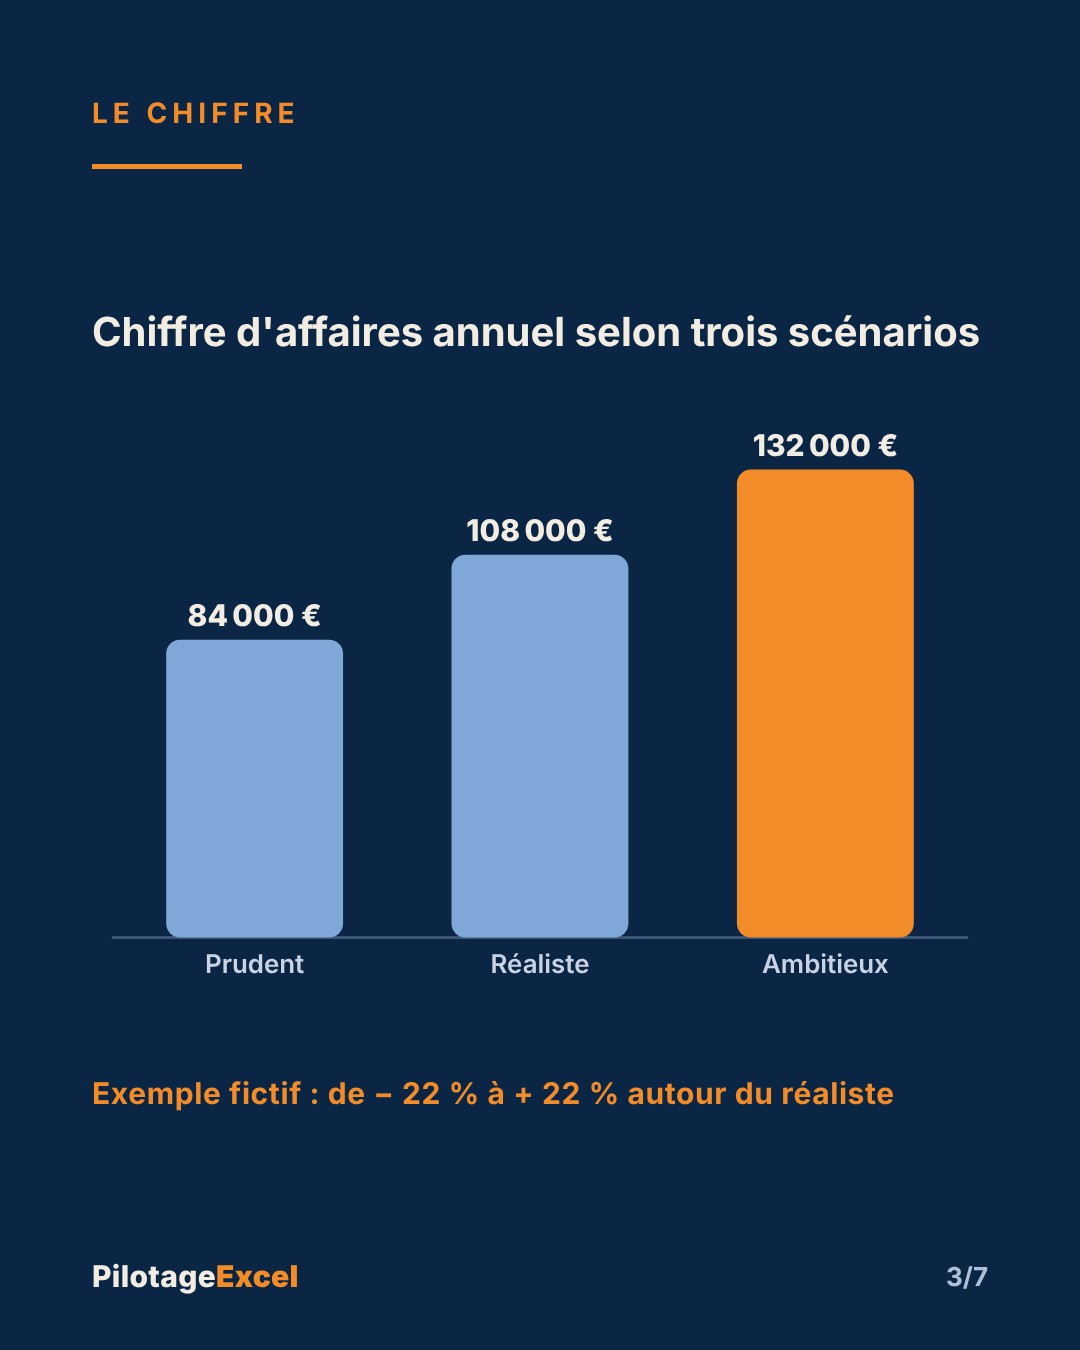 LE CHIFFRE
Chiffre d'affaires annuel selon trois scénarios
132 000 €
108 000 €
84 000 €
Prudent Réaliste Ambitieux
Exemple fictif : de – 22 % à + 22 % autour du réaliste
PilotageExcel 3/7